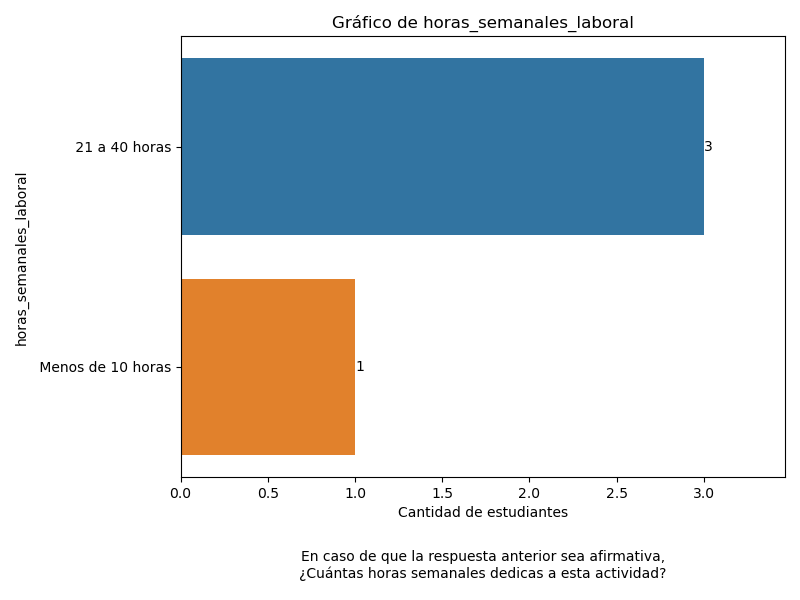 Gráfico de horas_semanales_laboral
horas_semanales_laboral
21 a 40 horas
3
Menos de 10 horas
1
0.0 0.5 1.0 1.5 2.0 2.5 3.0
Cantidad de estudiantes
En caso de que la respuesta anterior sea afirmativa,
¿Cuántas horas semanales dedicas a esta actividad?